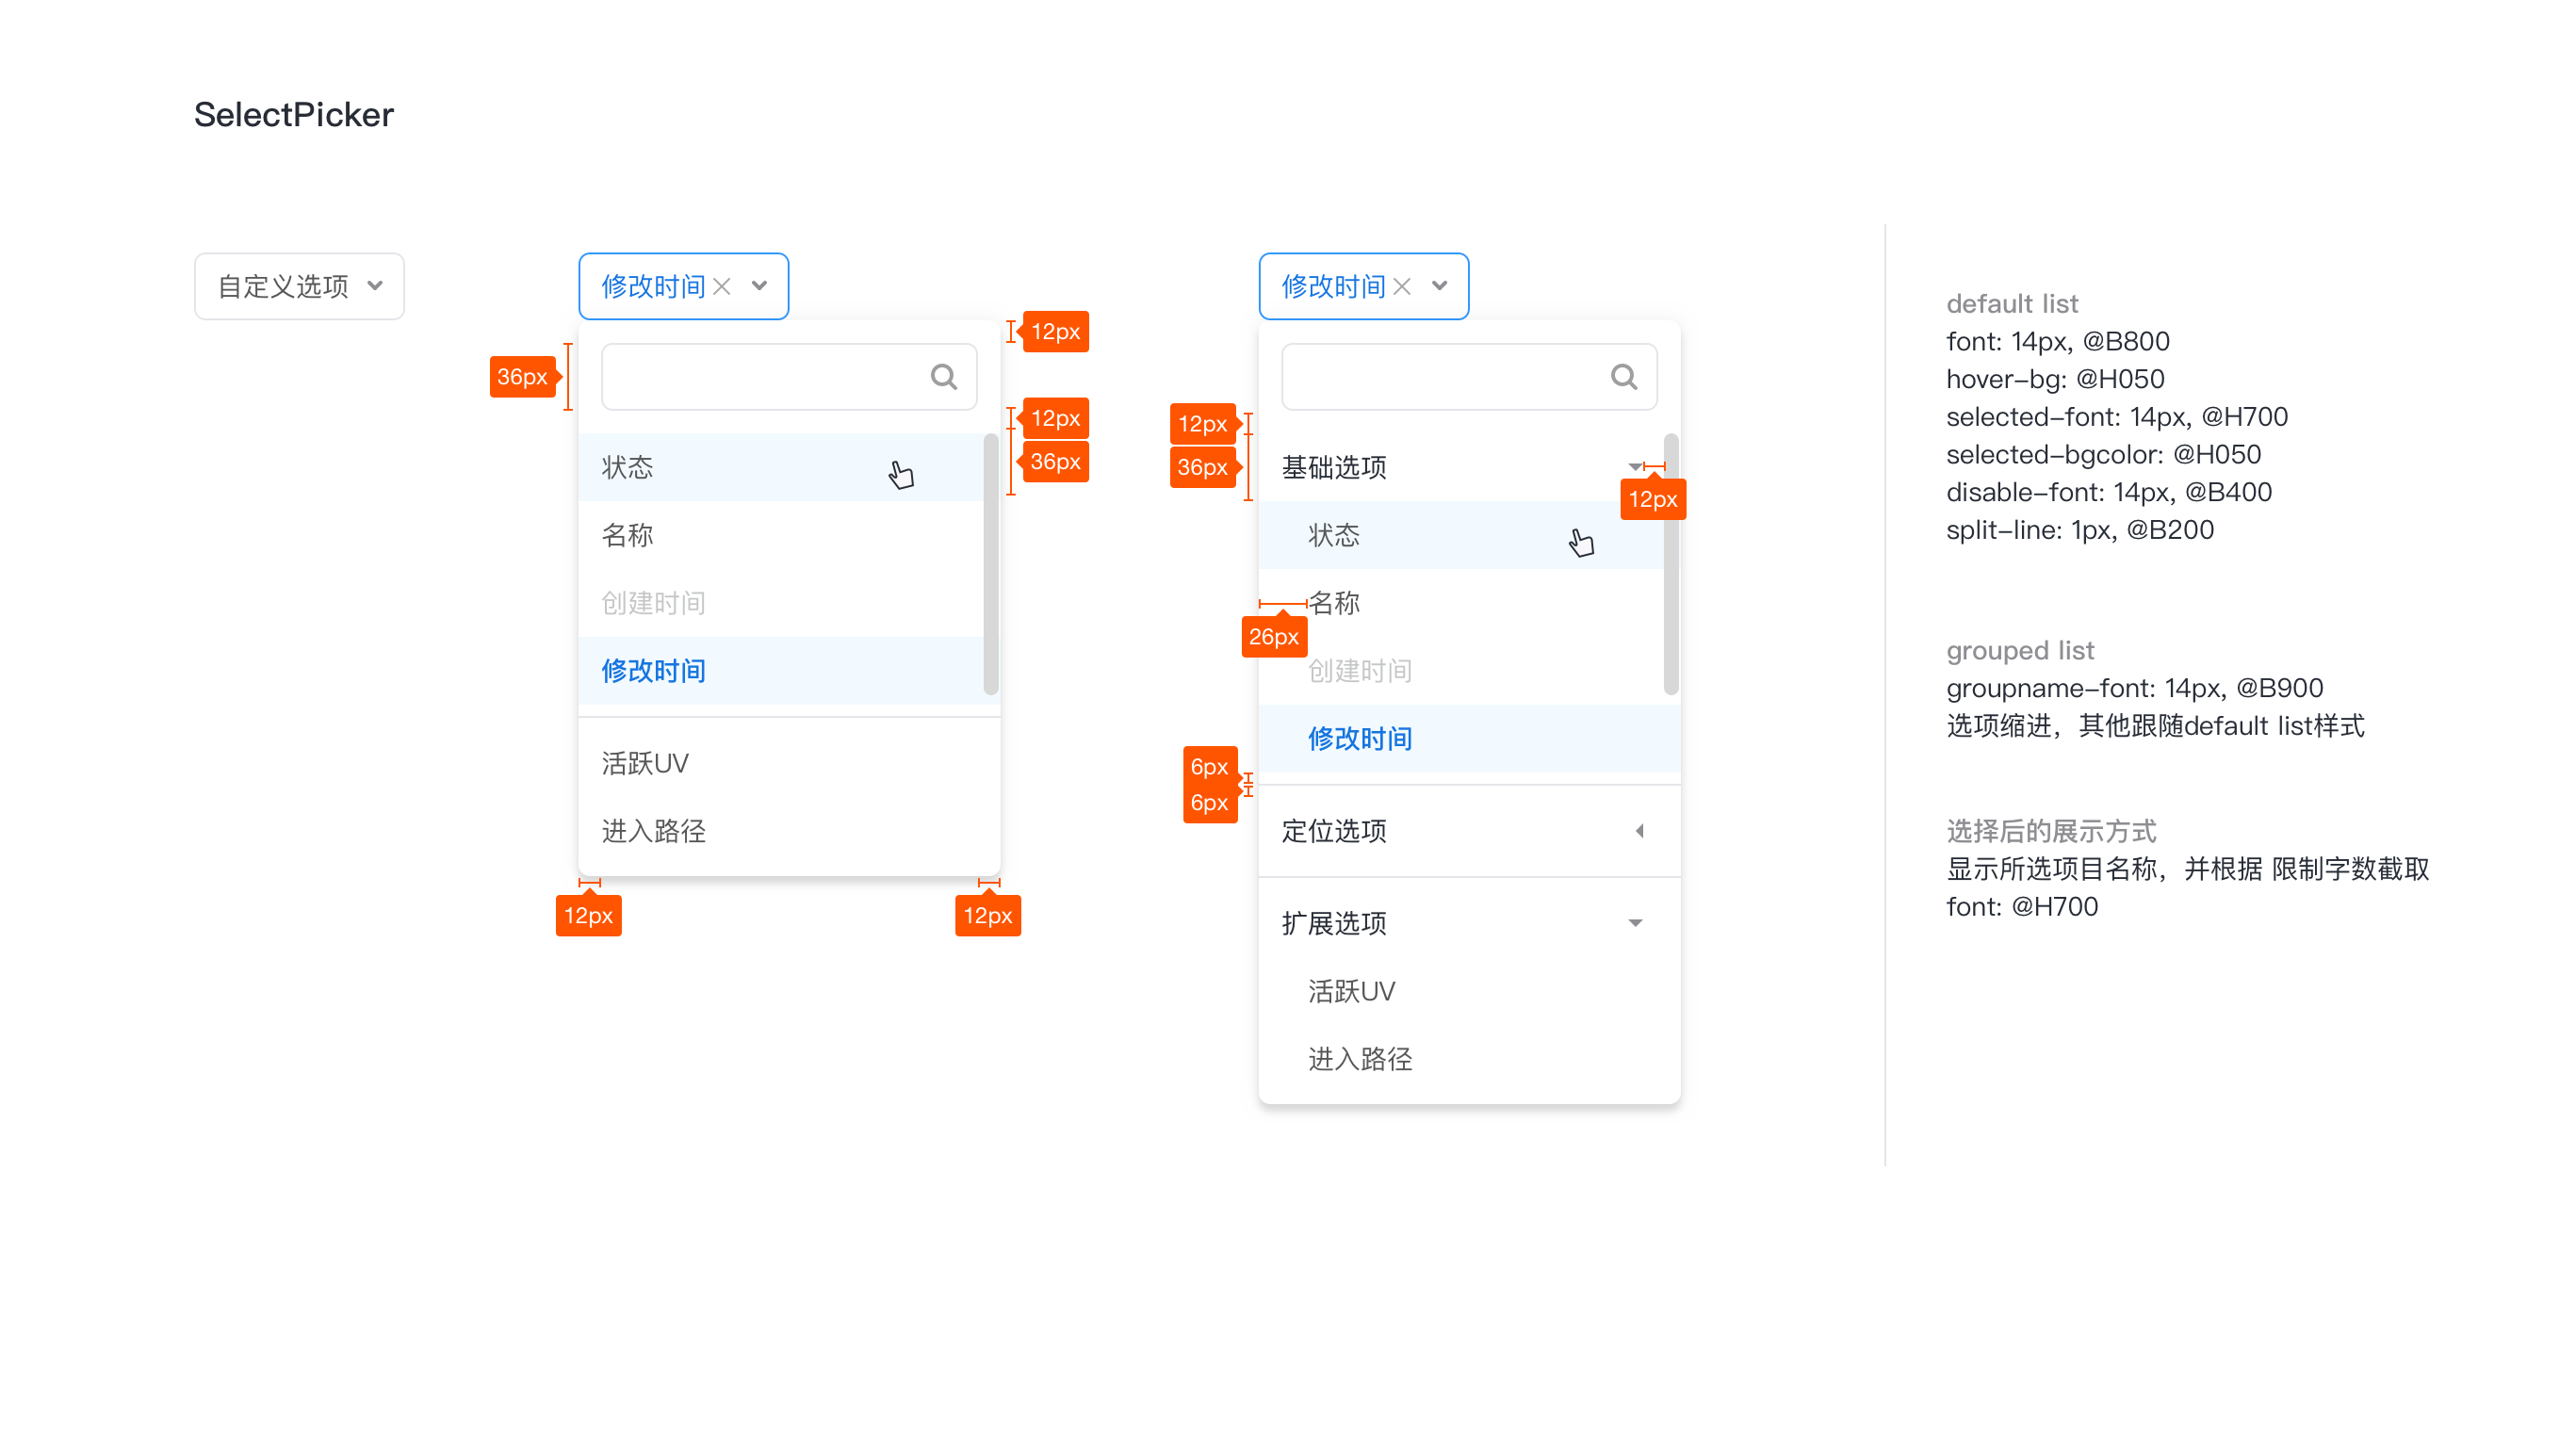 SelectPicker
自定义选项
修改时间
12px
36px
12px
36px
状态
名称
创建时间
修改时间
活跃UV
进入路径
12px
12px
修改时间
12px
36px
基础选项
12px
状态
名称
26px
创建时间
修改时间
6px
6px
定位选项
扩展选项
活跃UV
进入路径
default list
font: 14px, @B800
hover-bg: @H050
selected-font: 14px, @H700
selected-bgcolor: @H050
disable-font: 14px, @B400
split-line: 1px, @B200
grouped list
groupname-font: 14px, @B900
选项缩进，其他跟随default list样式
选择后的展示方式
显示所选项目名称，并根据 限制字数截取
font: @H700